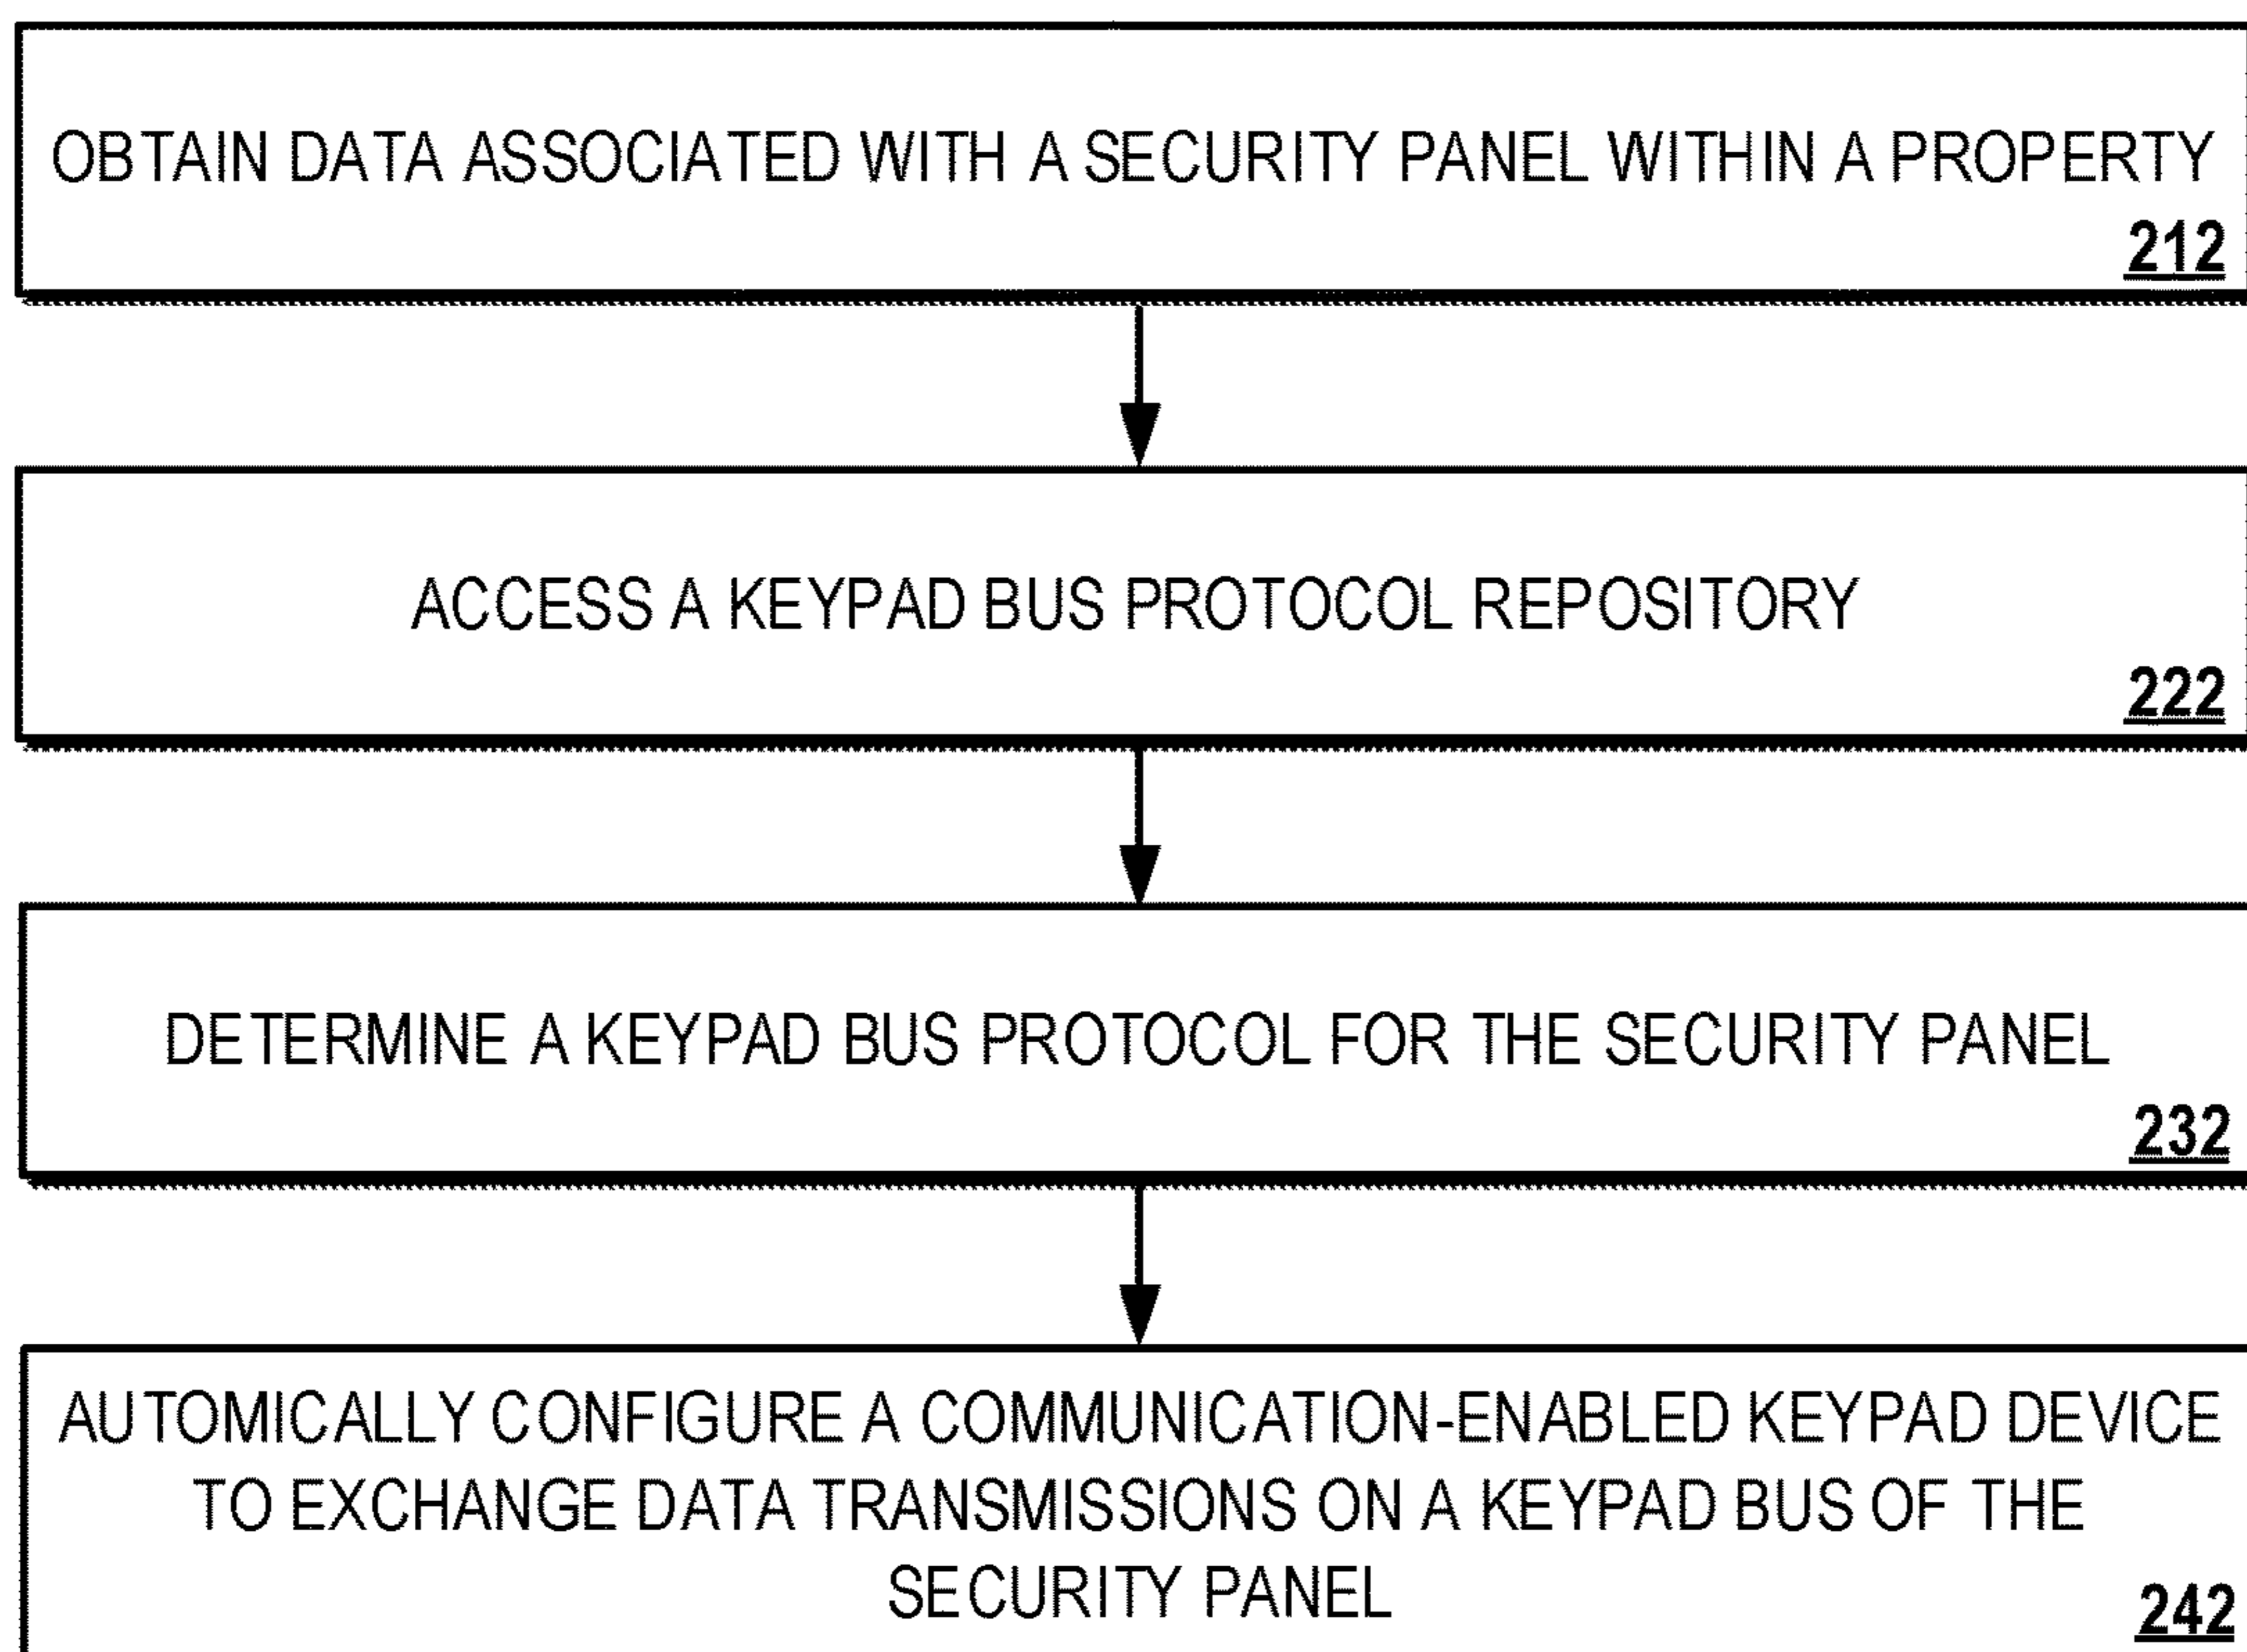 OBTAIN DATA ASSOCIATED WITH A SECURITY PANEL WITHIN A PROPERTY
212
ACCESS A KEYPAD BUS PROTOCOL REPOSITORY
222
DETERMINE A KEYPAD BUS PROTOCOL FOR THE SECURITY PANEL
232
AUTOMICALLY CONFIGURE A COMMUNICATION-ENABLED KEYPAD DEVICE
TO EXCHANGE DATA TRANSMISSIONS ON A KEYPAD BUS OF THE
SECURITY PANEL
242